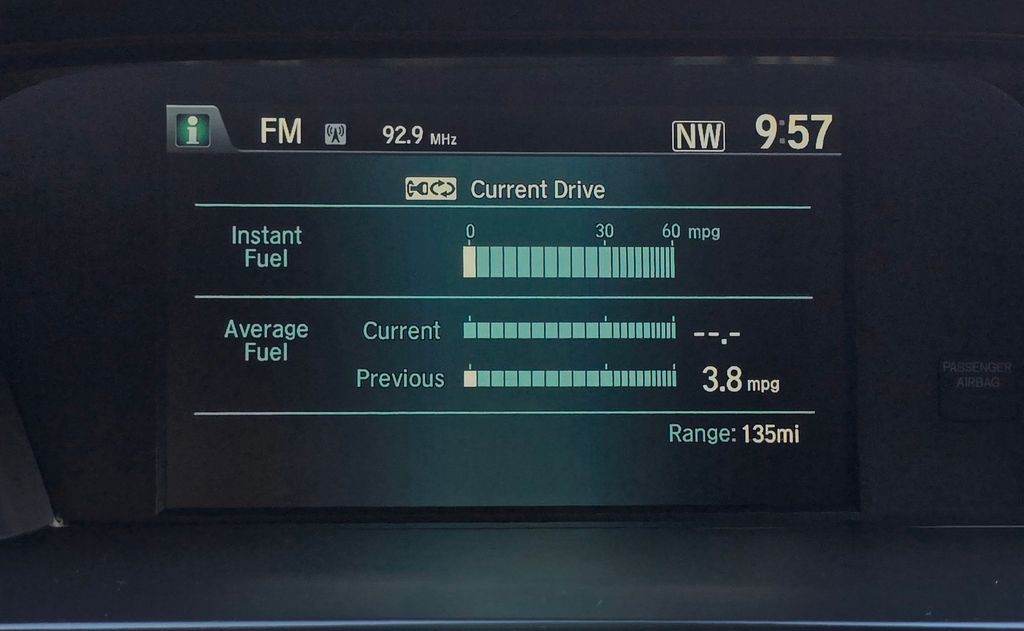 i FM 92.9 MHz NW 9:57
Current Drive
0 30 60 mpg
Instant
Fuel
Average
Fuel
Current --.-
Previous 3.8 mpg
Range: 135mi
PASSENGER
AIRBAG